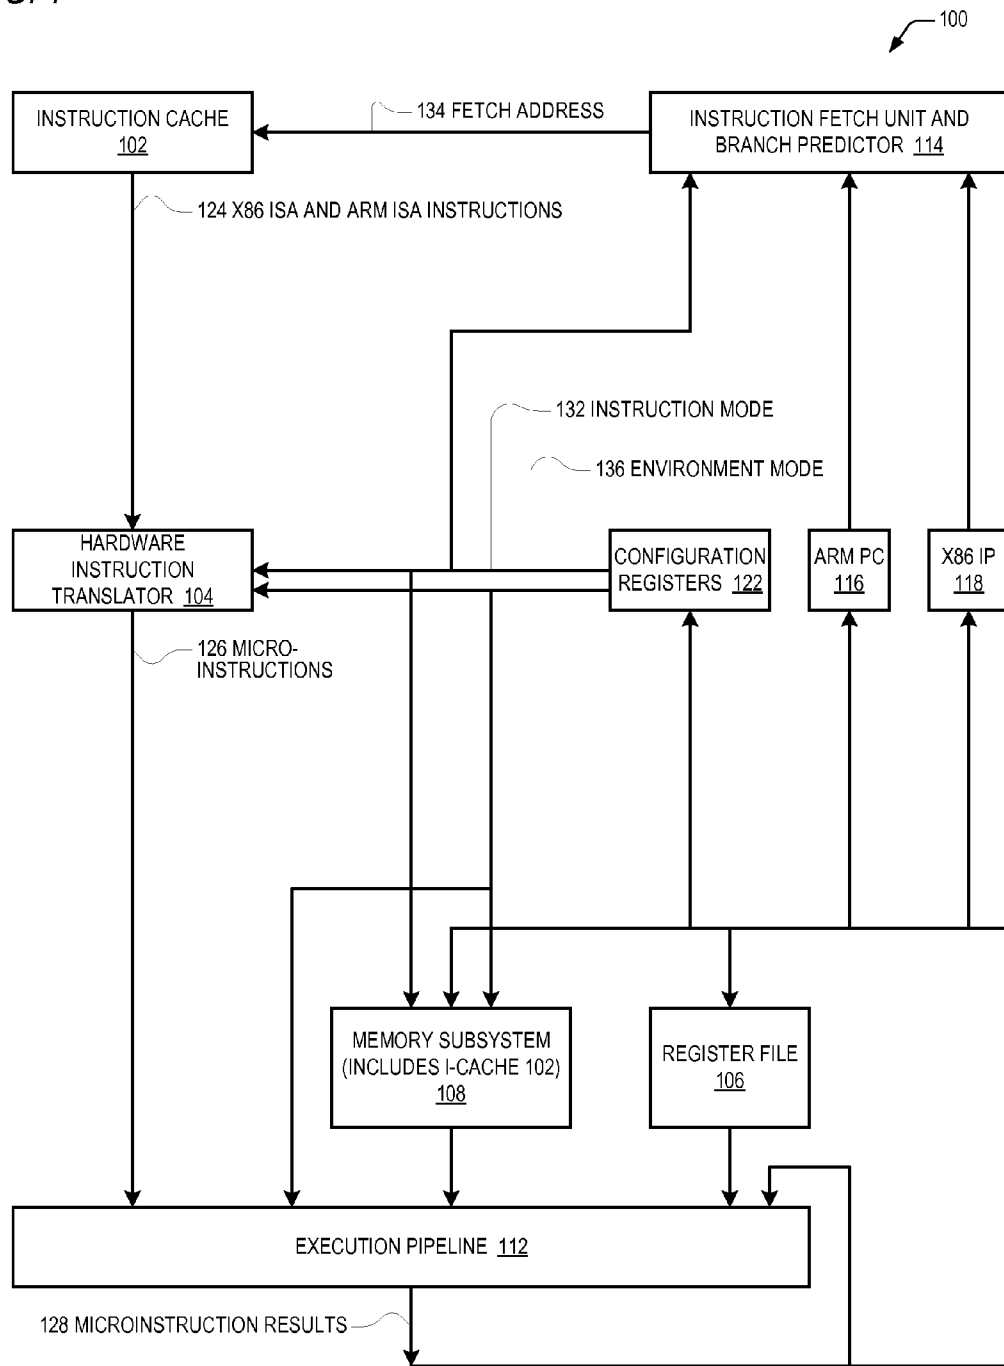 100
INSTRUCTION CACHE
102
134 FETCH ADDRESS
INSTRUCTION FETCH UNIT AND
BRANCH PREDICTOR 114
124 X86 ISA AND ARM ISA INSTRUCTIONS
132 INSTRUCTION MODE
136 ENVIRONMENT MODE
HARDWARE
INSTRUCTION
TRANSLATOR 104
CONFIGURATION
REGISTERS 122
ARM PC
116
X86 IP
118
126 MICRO-
INSTRUCTIONS
MEMORY SUBSYSTEM
(INCLUDES I-CACHE 102)
108
REGISTER FILE
106
EXECUTION PIPELINE 112
128 MICROINSTRUCTION RESULTS